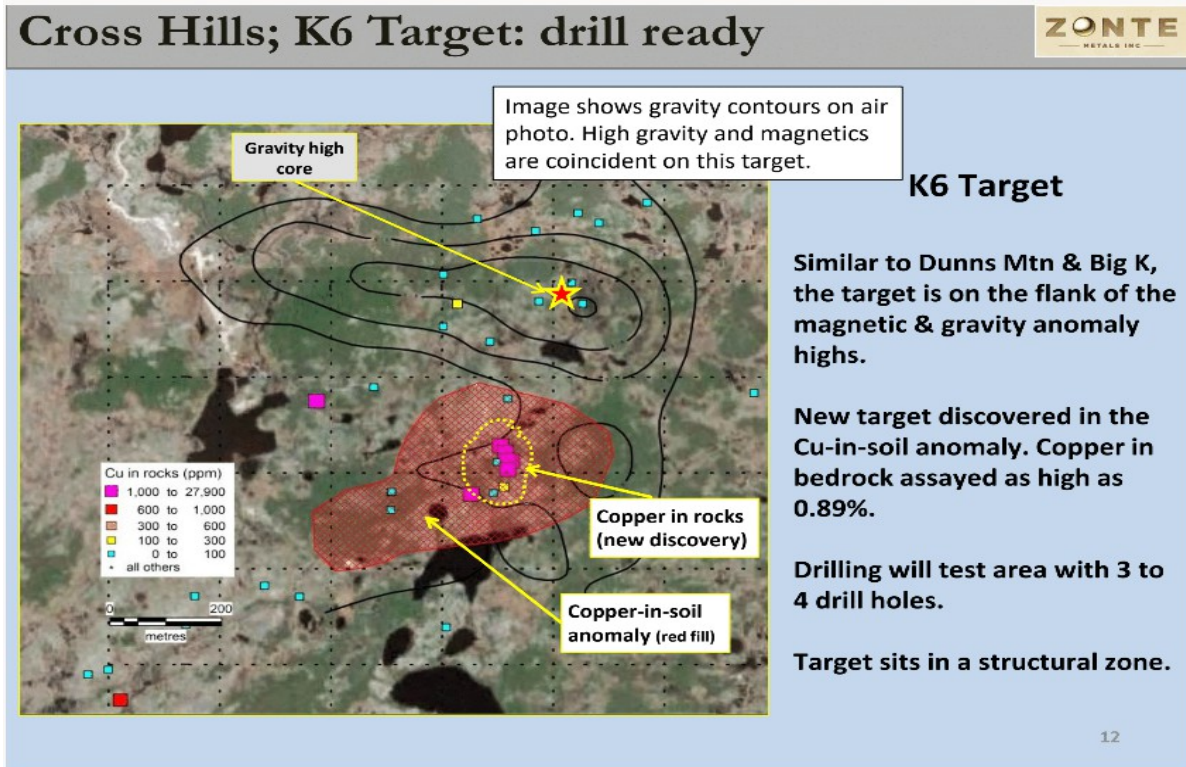 Cross Hills; K6 Target: drill ready
ZONTE
METALS INC
Image shows gravity contours on air
photo. High gravity and magnetics
are coincident on this target.
Gravity high
core
K6 Target
Similar to Dunns Mtn & Big K,
the target is on the flank of the
magnetic & gravity anomaly
highs.
New target discovered in the
Cu-in-soil anomaly. Copper in
bedrock assayed as high as
0.89%.
Drilling will test area with 3 to
4 drill holes.
Target sits in a structural zone.
Cu in rocks (ppm)
1,000 to 27,900
600 to 1,000
300 to 600
100 to 300
0 to 100
all others
0 200
metres
Copper in rocks
(new discovery)
Copper-in-soil
anomaly (red fill)
12